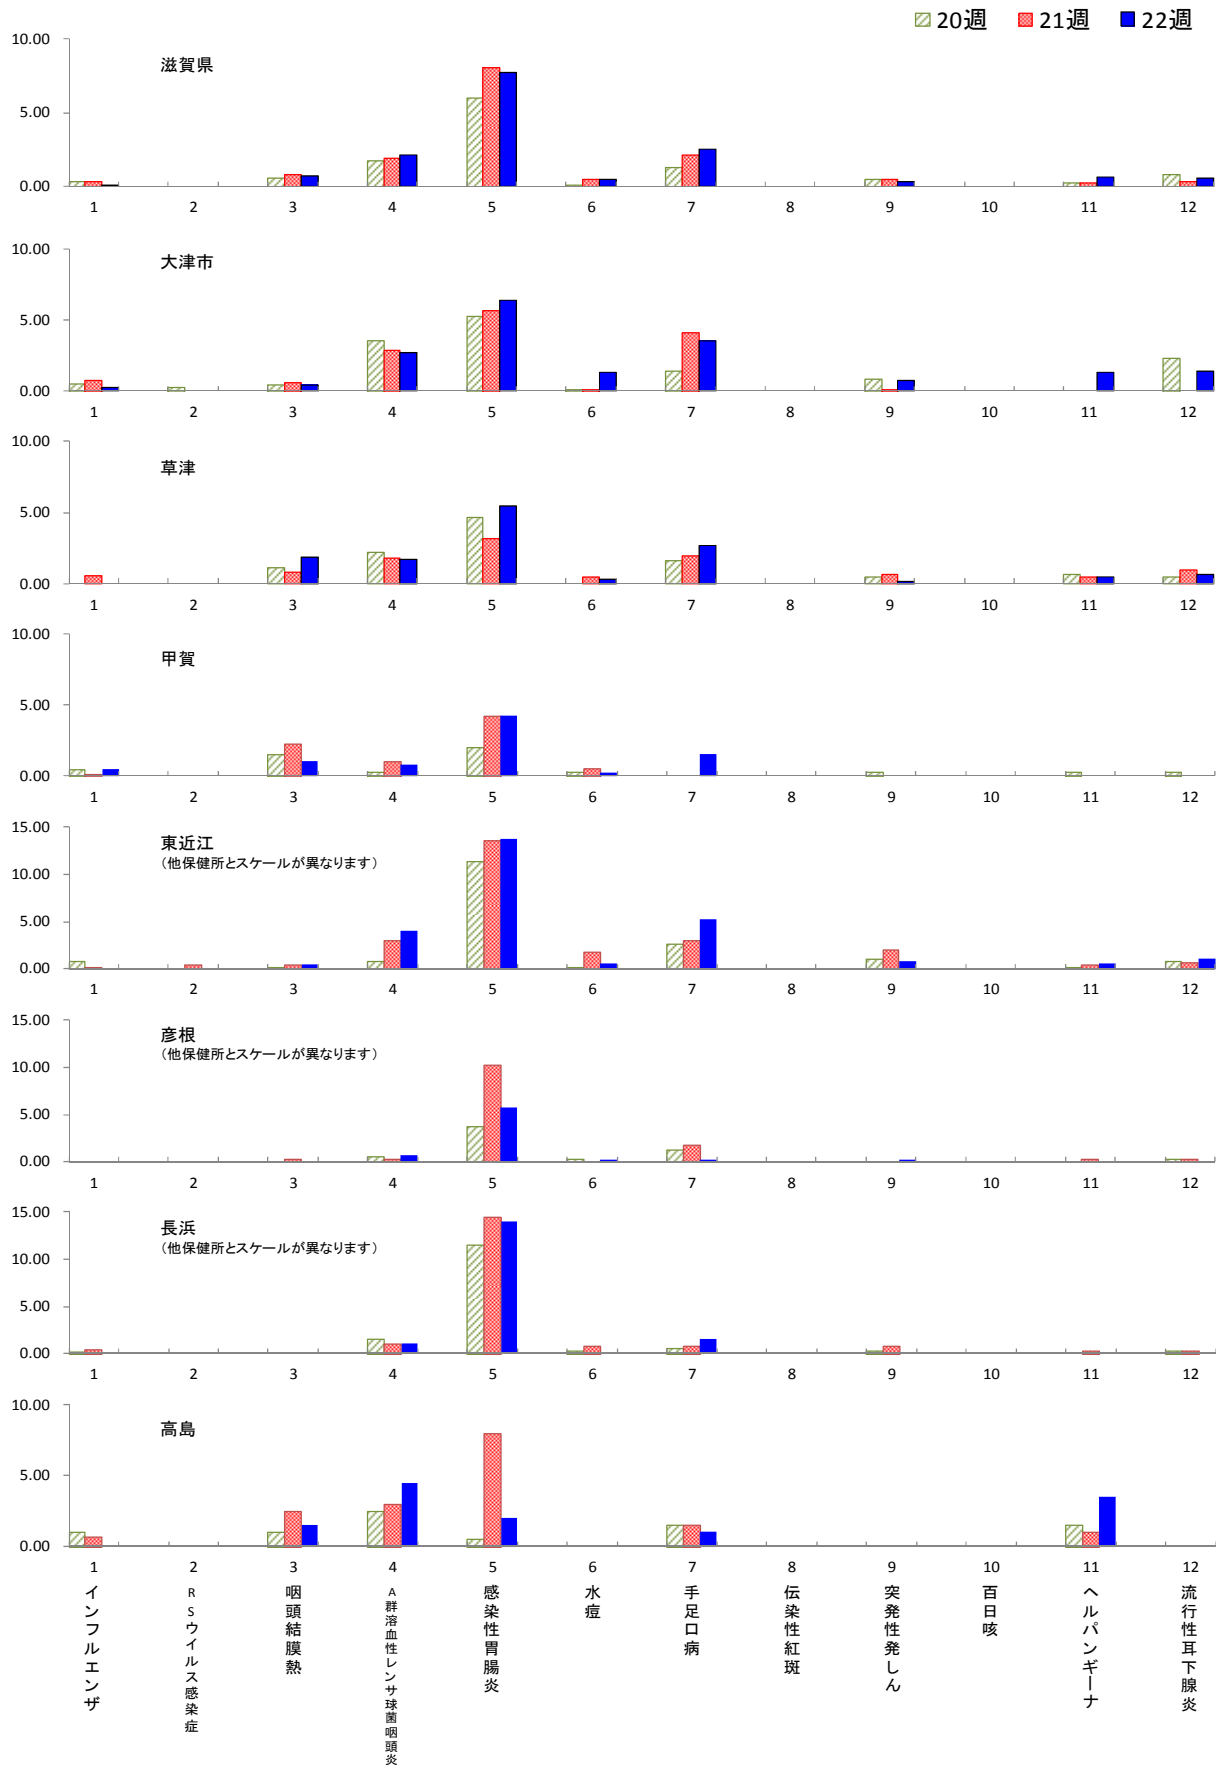 20週 21週 22週
滋賀県
10.00
5.00
0.00
1 2 3 4 5 6 7 8 9 10 11 12
大津市
10.00
5.00
0.00
1 2 3 4 5 6 7 8 9 10 11 12
草津
10.00
5.00
0.00
1 2 3 4 5 6 7 8 9 10 11 12
甲賀
10.00
5.00
0.00
1 2 3 4 5 6 7 8 9 10 11 12
東近江
（他保健所とスケールが異なります）
15.00
10.00
5.00
0.00
1 2 3 4 5 6 7 8 9 10 11 12
彦根
（他保健所とスケールが異なります）
15.00
10.00
5.00
0.00
1 2 3 4 5 6 7 8 9 10 11 12
長浜
（他保健所とスケールが異なります）
15.00
10.00
5.00
0.00
1 2 3 4 5 6 7 8 9 10 11 12
高島
10.00
5.00
0.00
1 2 3 4 5 6 7 8 9 10 11 12
インフルエンザ
RSウイルス感染症
咽頭結膜熱
A群溶血性レンサ球菌咽頭炎
感染性胃腸炎
水痘
手足口病
伝染性紅斑
突発性発しん
百日咳
ヘルパンギーナ
流行性耳下腺炎